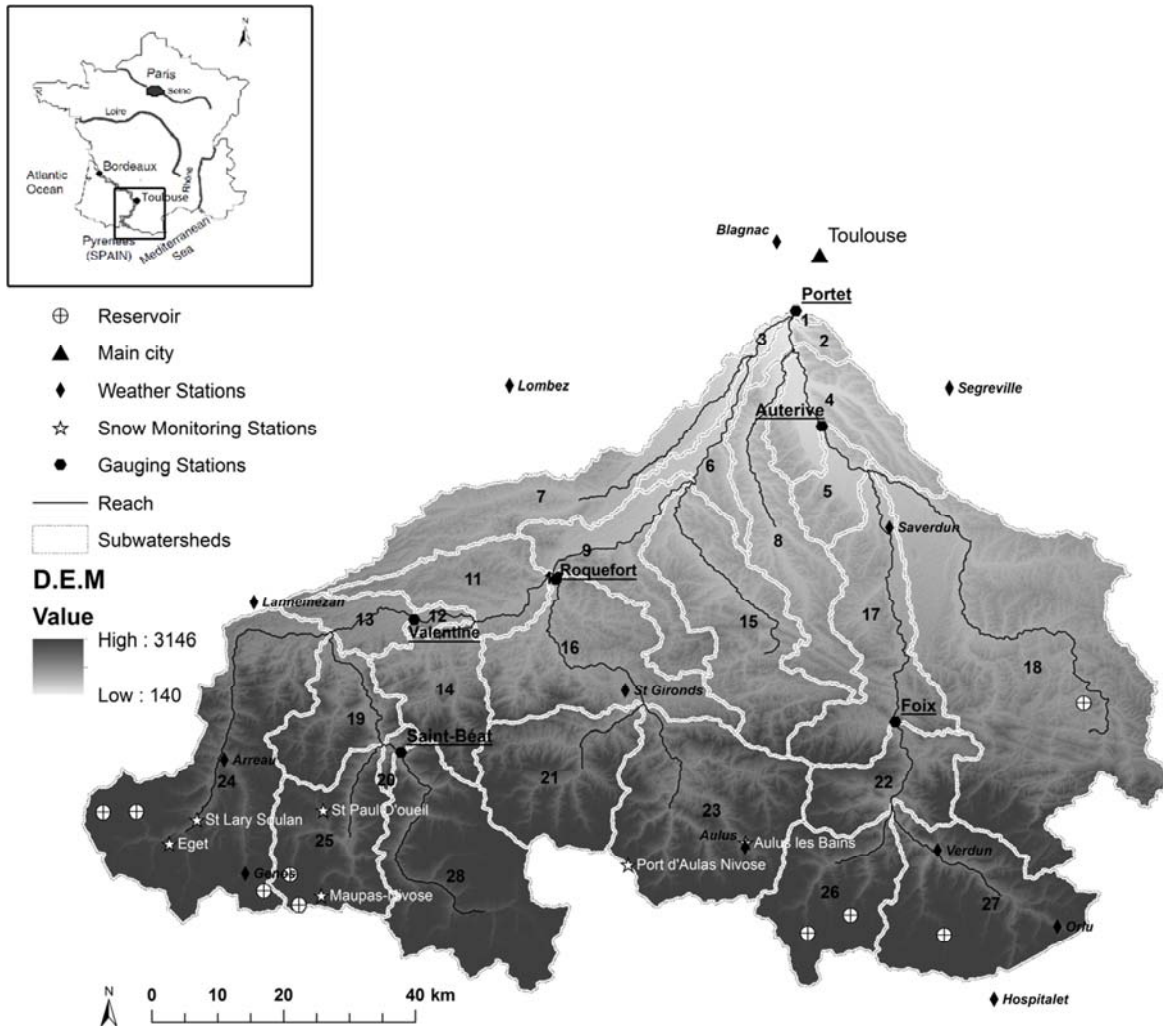 N
Paris
Seine
Loire
Rhône
Bordeaux
Atlantic
Ocean
Toulouse
Pyrenees
(SPAIN)
Mediterranean
Sea
Reservoir
Main city
Weather Stations
Snow Monitoring Stations
Gauging Stations
Reach
Subwatersheds
D.E.M
Value
High : 3146
Low : 140
Blagnac
Toulouse
Portet
1
2
3
Lombez
Segreville
4
Auterive
6
7
5
Saverdun
8
9
Roquefort
11
Lannemezan
13
12
Valentine
15
17
16
18
14
St Gironds
19
Foix
Saint-Béat
Arreau
24
20
21
22
St Paul D'oueil
St Lary Soulan
23
Eget
25
Aulus
Aulus les Bains
Verdun
Port d'Aulas Nivose
28
Maupas-Nivose
26
27
Orlu
Hospitalet
N
0 10 20 40 km